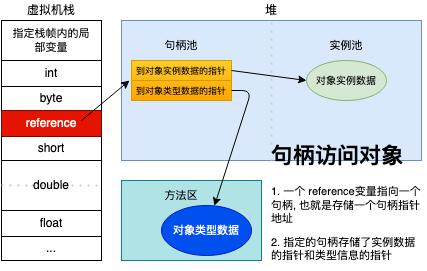 虚拟机栈
指定栈帧内的局
部变量
int
byte
reference
short
double
float
...
堆
句柄池
到对象实例数据的指针
到对象类型数据的指针
实例池
对象实例数据
句柄访问对象
方法区
对象类型数据
1. 一个 reference变量指向一个
句柄, 也就是存储一个句柄指针
地址
2. 指定的句柄存储了实例数据
的指针和类型信息的指针